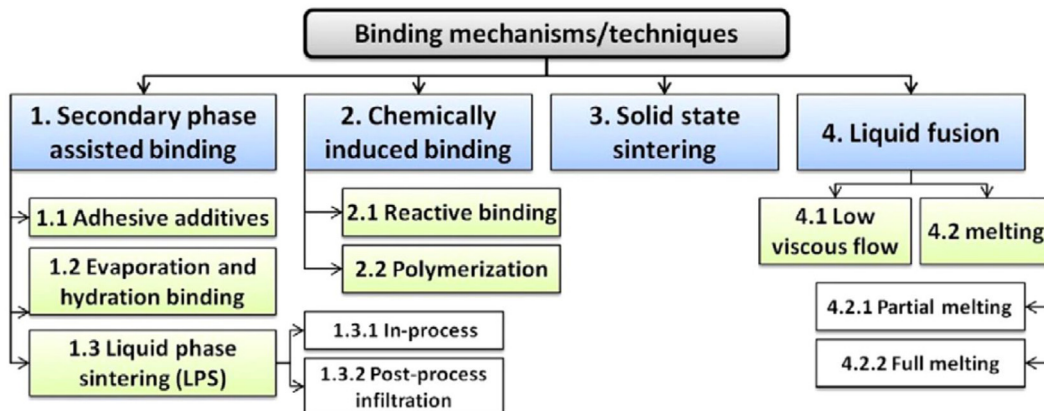 Binding mechanisms/techniques
1. Secondary phase
assisted binding
2. Chemically
induced binding
3. Solid state
sintering
4. Liquid fusion
1.1 Adhesive additives
1.2 Evaporation and
hydration binding
1.3 Liquid phase
sintering (LPS)
1.3.1 In-process
1.3.2 Post-process
infiltration
2.1 Reactive binding
2.2 Polymerization
4.1 Low
viscous flow
4.2 melting
4.2.1 Partial melting
4.2.2 Full melting